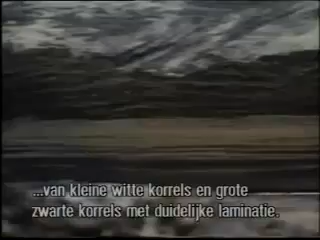 ...van kleine witte korrels en grote
zwarte korrels met duidelijke laminatie.